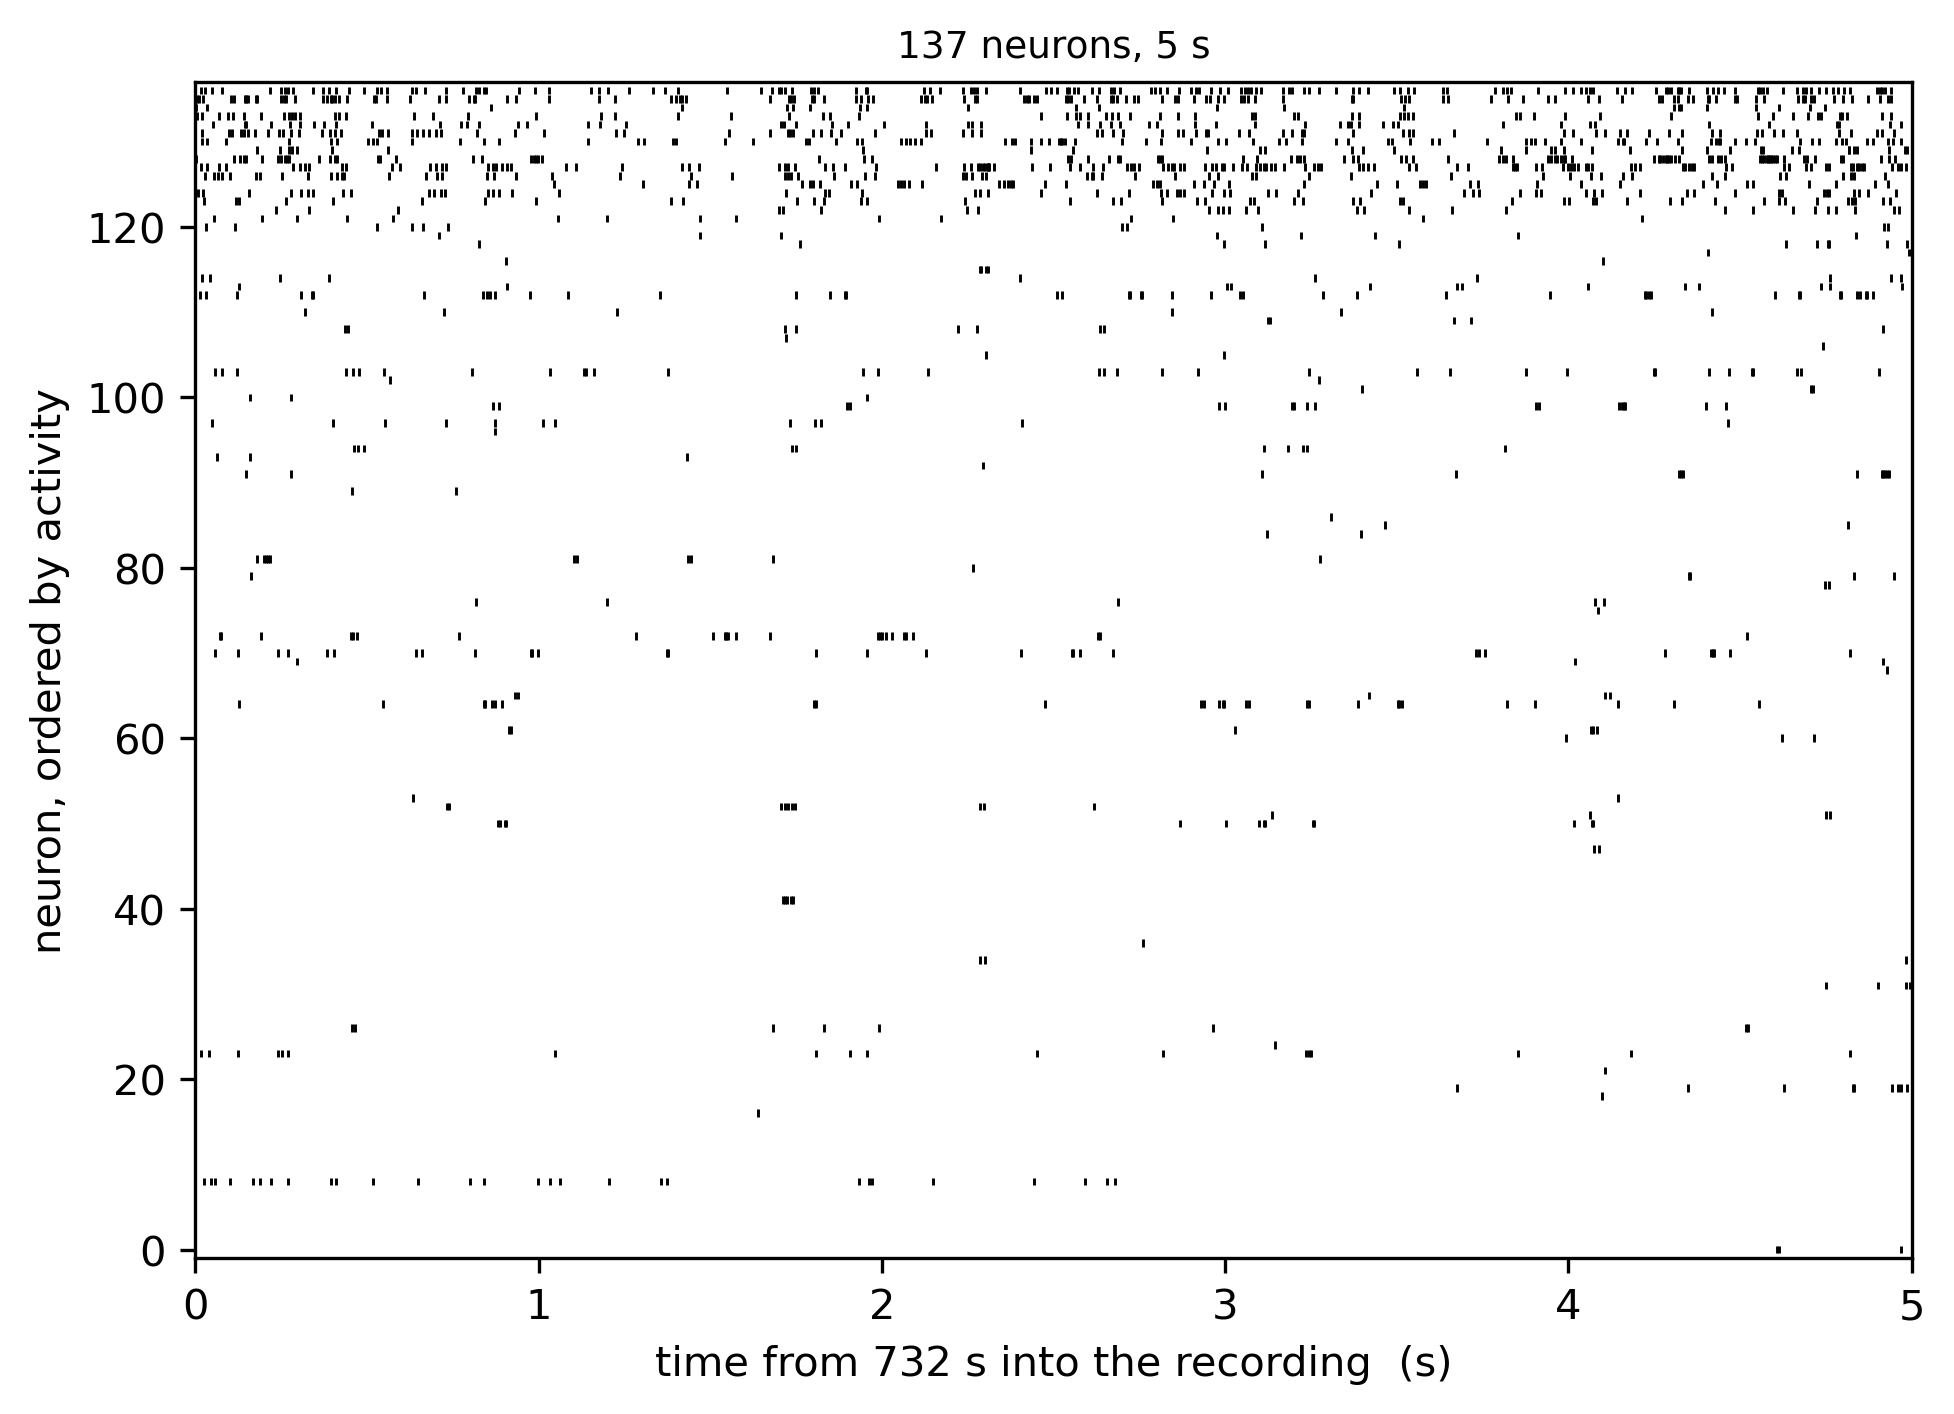 137 neurons, 5 s
neuron, ordered by activity
120
100
80
60
40
20
0
0 1 2 3 4 5
time from 732 s into the recording (s)